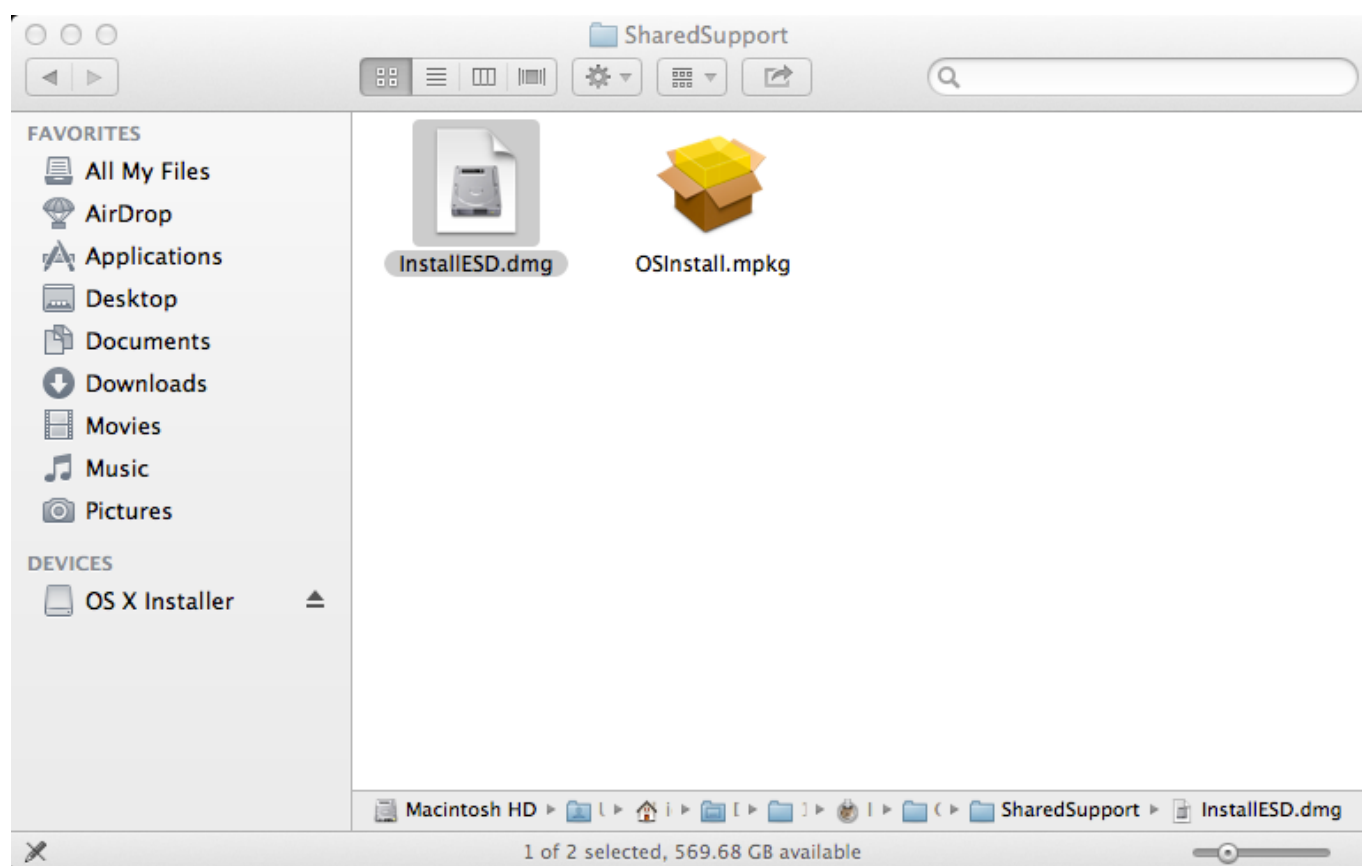 SharedSupport
FAVORITES
All My Files
AirDrop
Applications
Desktop
Documents
Downloads
Movies
Music
Pictures
DEVICES
OS X Installer
InstallESD.dmg
OSInstall.mpkg
Macintosh HD SharedSupport InstallESD.dmg
1 of 2 selected, 569.68 GB available